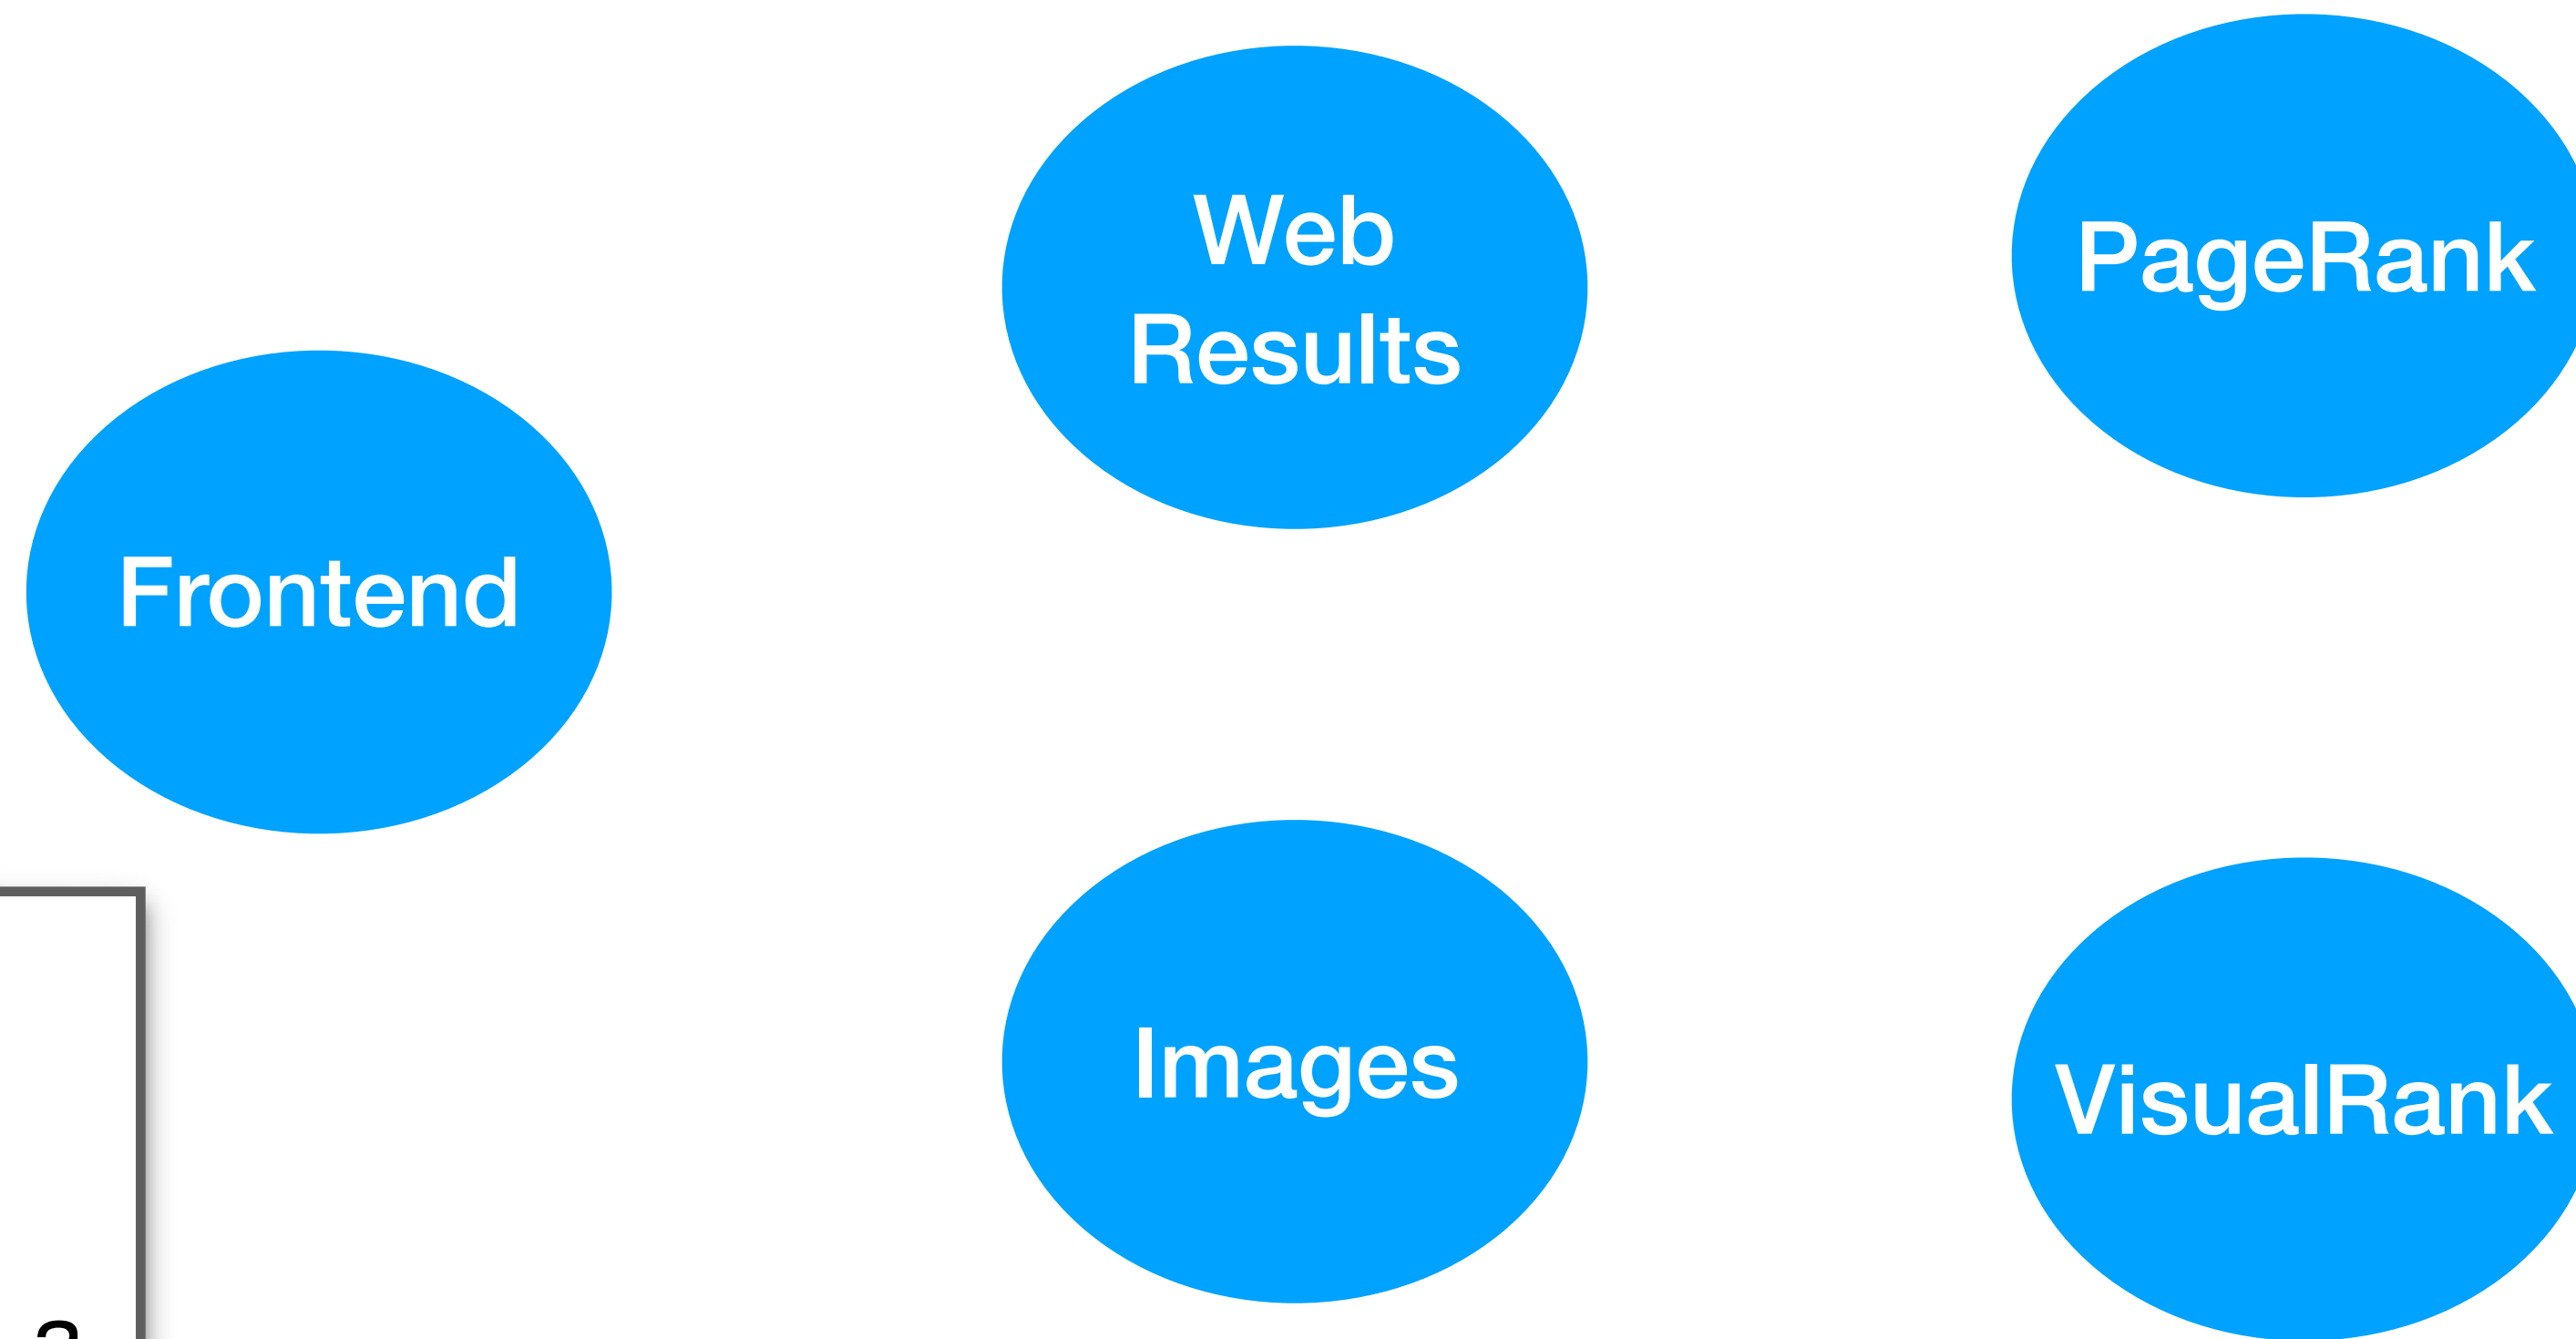 Web
Results
PageRank
Frontend
Images
VisualRank